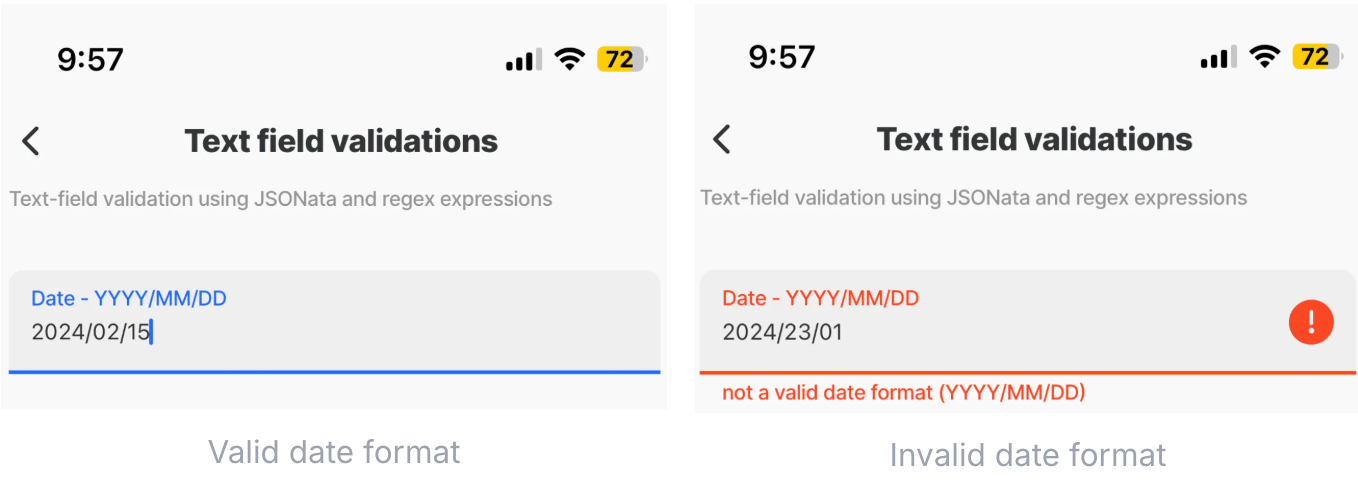 9:57
72
Text field validations
Text-field validation using JSONata and regex expressions
Date - YYYY/MM/DD
2024/02/15
Valid date format
9:57
72
Text field validations
Text-field validation using JSONata and regex expressions
Date - YYYY/MM/DD
2024/23/01
!
not a valid date format (YYYY/MM/DD)
Invalid date format